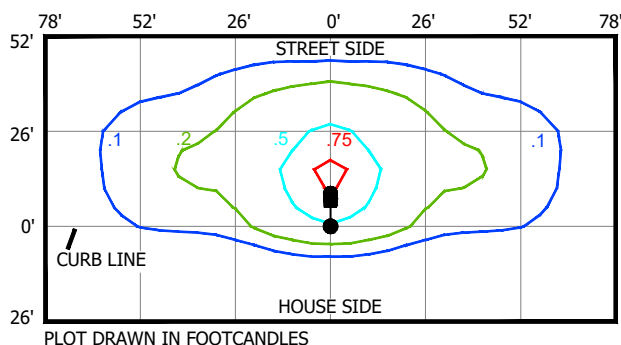 78' 52' 26' 0' 26' 52' 78'
52'
STREET SIDE
26'
.1 .2 .5 .75 .1
0'
CURB LINE
HOUSE SIDE
26'
PLOT DRAWN IN FOOTCANDLES